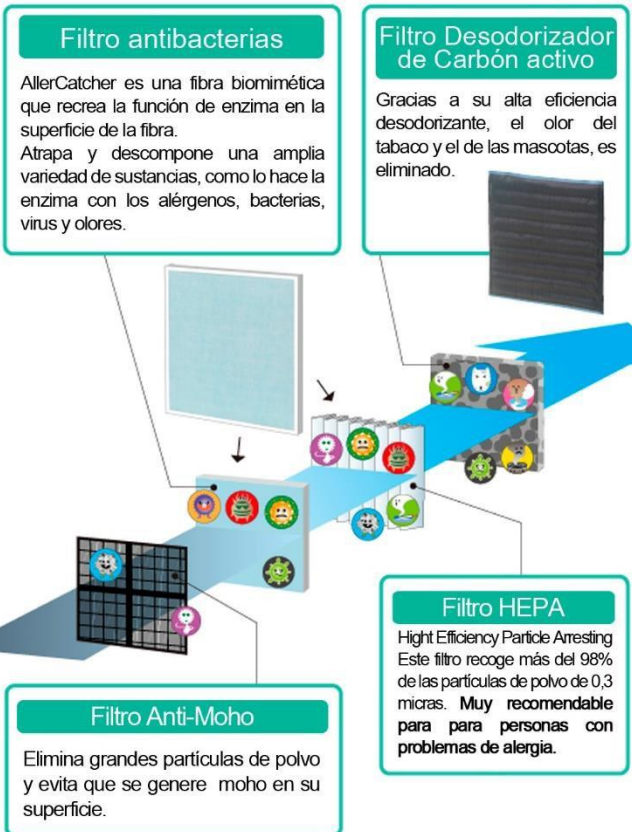 Filtro antibacterias
AllerCatcher es una fibra biomimética
que recrea la función de enzima en la
superficie de la fibra.
Atrapa y descompone una amplia
variedad de sustancias, como lo hace la
enzima con los alérgenos, bacterias,
virus y olores.
Filtro Desodorizador
de Carbón activo
Gracias a su alta eficiencia
desodorizante, el olor del
tabaco y el de las mascotas, es
eliminado.
Filtro HEPA
Hight Efficiency Particle Arresting
Este filtro recoge más del 98%
de las partículas de polvo de 0,3
micras. Muy recomendable
para para personas con
problemas de alergia.
Filtro Anti-Moho
Elimina grandes partículas de polvo
y evita que se genere moho en su
superficie.